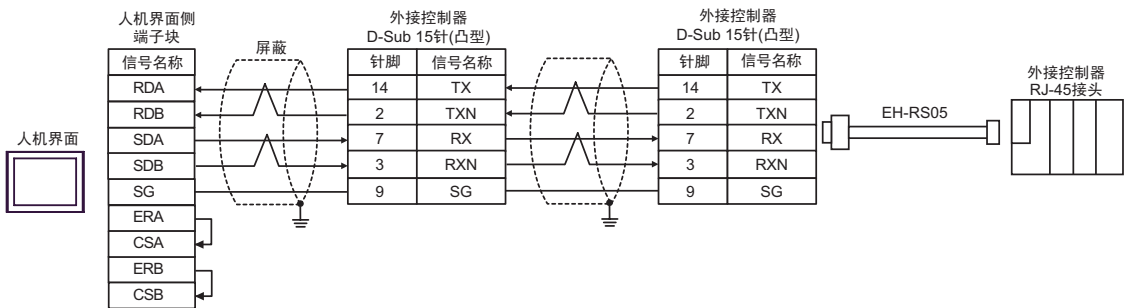 人机界面
人机界面侧
端子块
信号名称
RDA
RDB
SDA
SDB
SG
ERA
CSA
ERB
CSB
屏蔽
外接控制器
D-Sub 15针(凸型)
针脚 信号名称
14 TX
2 TXN
7 RX
3 RXN
9 SG
外接控制器
D-Sub 15针(凸型)
针脚 信号名称
14 TX
2 TXN
7 RX
3 RXN
9 SG
EH-RS05
外接控制器
RJ-45接头